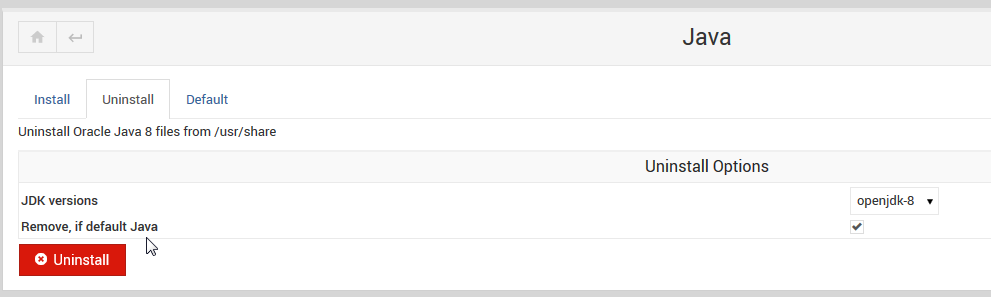 Java
Install Uninstall Default
Uninstall Oracle Java 8 files from /usr/share
Uninstall Options
JDK versions openjdk-8
Remove, if default Java
Uninstall